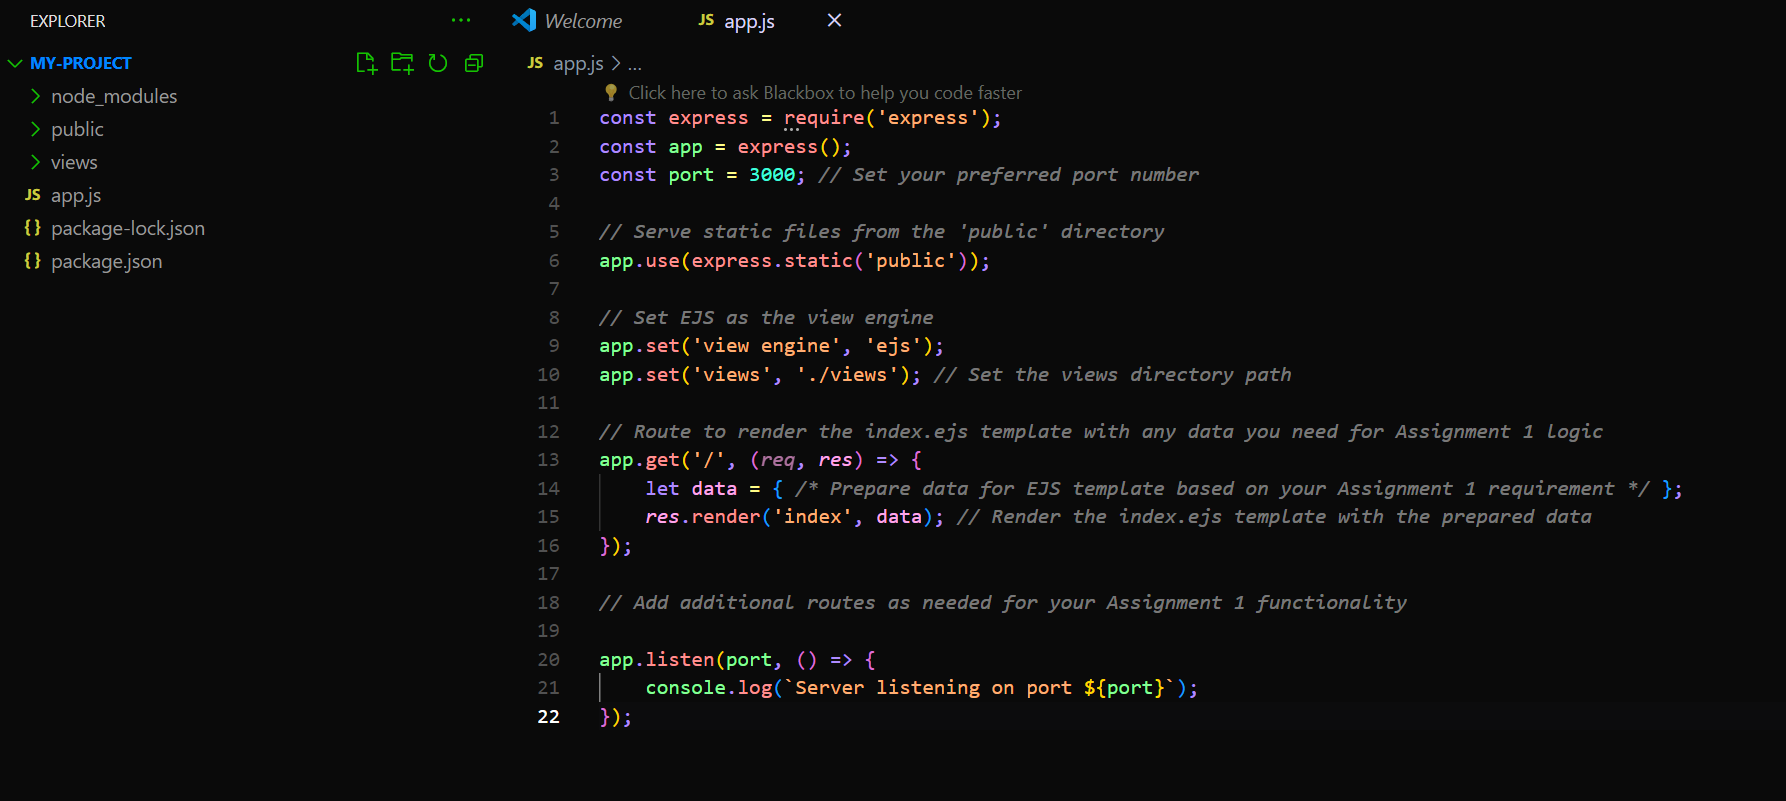 EXPLORER
MY-PROJECT
node_modules
public
views
JS app.js
{} package-lock.json
{} package.json
Welcome
JS app.js
JS app.js > ...
Click here to ask Blackbox to help you code faster
1 const express = require('express');
2 const app = express();
3 const port = 3000; // Set your preferred port number
4
5 // Serve static files from the 'public' directory
6 app.use(express.static('public'));
7
8 // Set EJS as the view engine
9 app.set('view engine', 'ejs');
10 app.set('views', './views'); // Set the views directory path
11
12 // Route to render the index.ejs template with any data you need for Assignment 1 logic
13 app.get('/', (req, res) => {
14     let data = { /* Prepare data for EJS template based on your Assignment 1 requirement */ };
15     res.render('index', data); // Render the index.ejs template with the prepared data
16 });
17
18 // Add additional routes as needed for your Assignment 1 functionality
19
20 app.listen(port, () => {
21     console.log(`Server listening on port ${port}`);
22 });